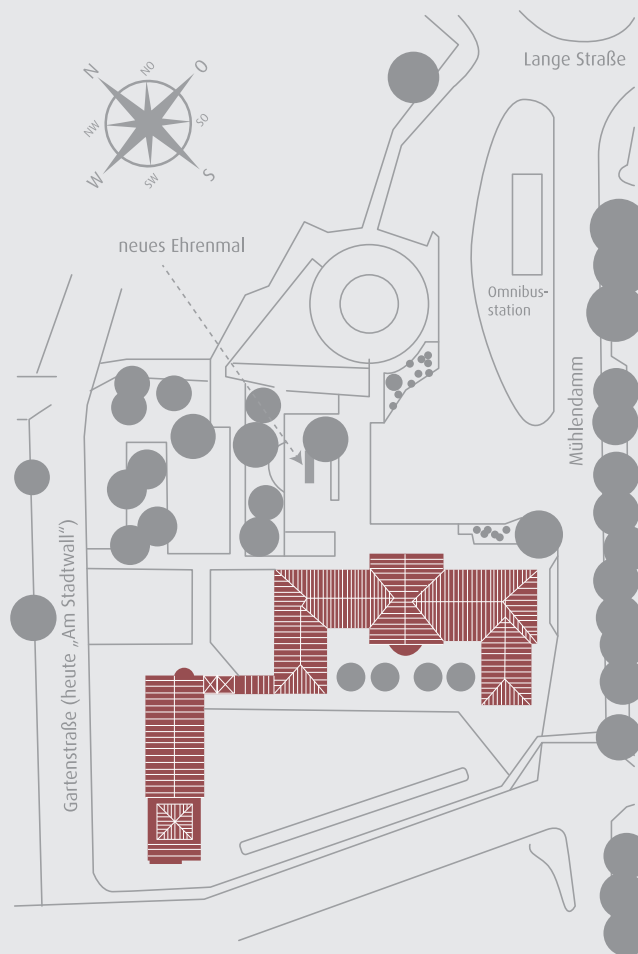 Lange Straße
N
NO
O
NW
SO
W
SW
S
neues Ehrenmal
Omnibus-
station
Mühlendamm
Gartenstraße (heute „Am Stadtwall“)